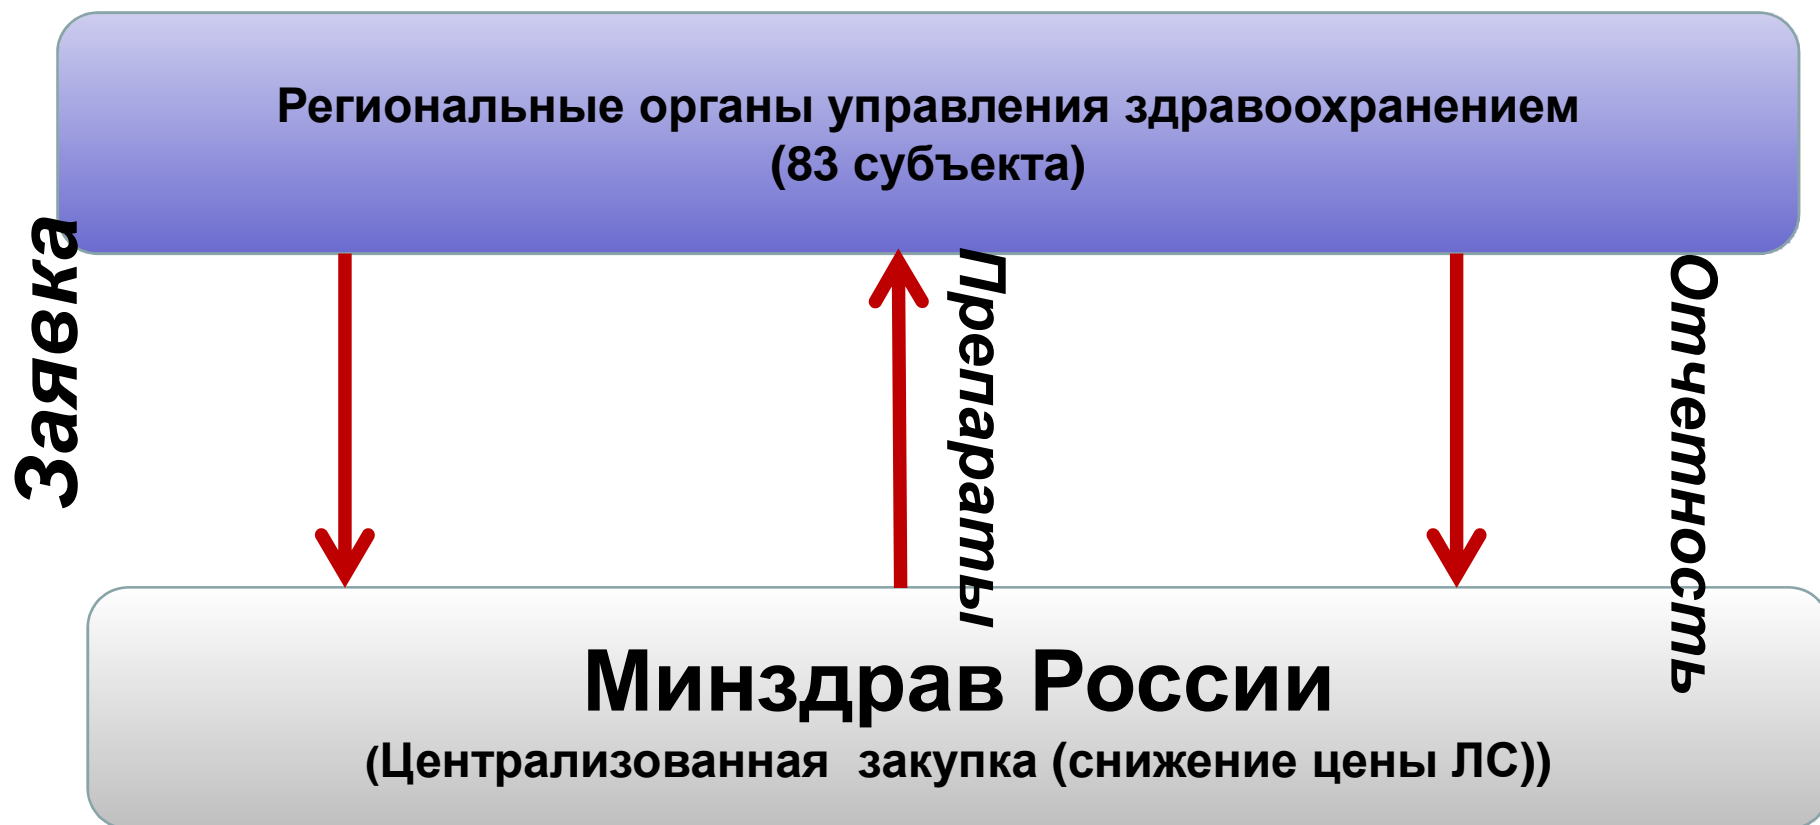 Региональные органы управления здравоохранением
(83 субъекта)
Заявка
Препараты
Отчетность
Минздрав России
(Централизованная закупка (снижение цены ЛС))